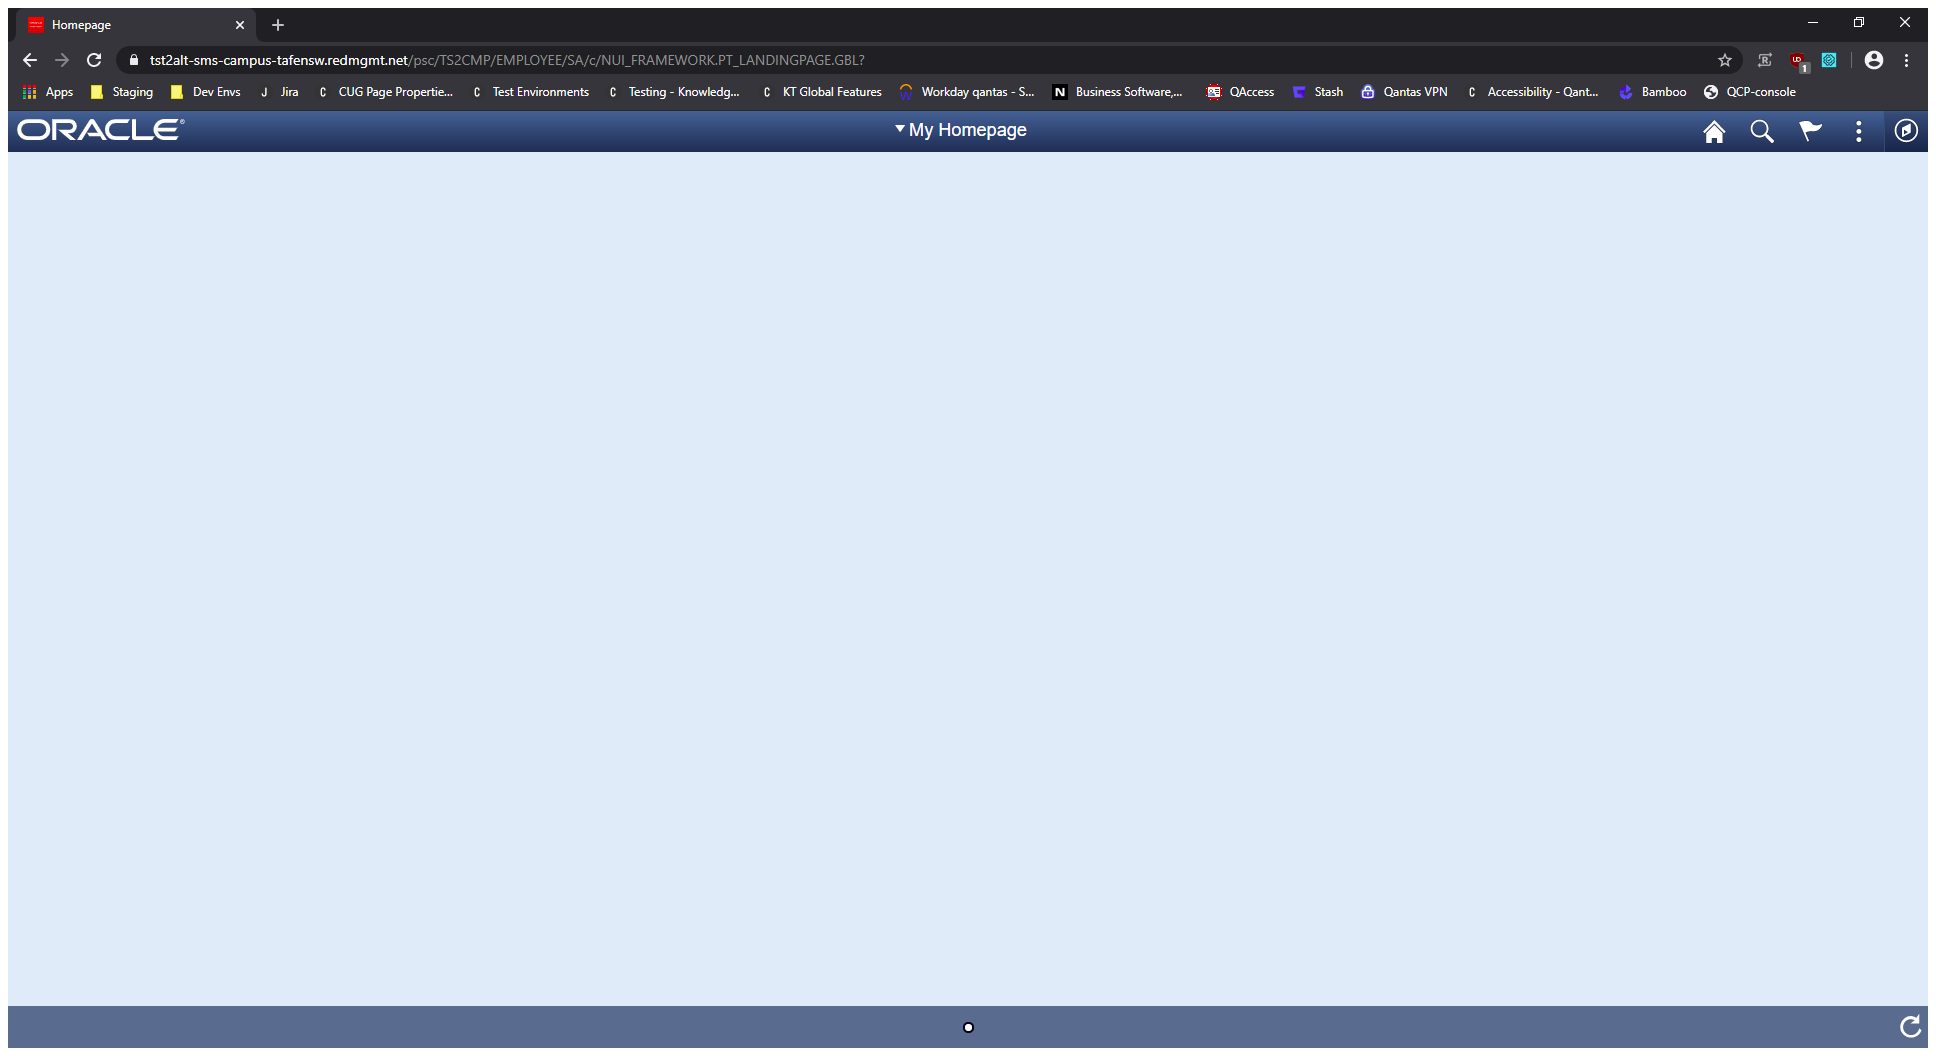 Homepage
tst2alt-sms-campus-tafensw.redmgmt.net/psc/TS2CMP/EMPLOYEE/SA/c/NUI_FRAMEWORK.PT_LANDINGPAGE.GBL?
1
Apps Staging Dev Envs J Jira C CUG Page Propertie... C Test Environments C Testing - Knowledg... C KT Global Features Workday qantas - S... N Business Software,... QAccess Stash Qantas VPN C Accessibility - Qant... Bamboo QCP-console
ORACLE® My Homepage